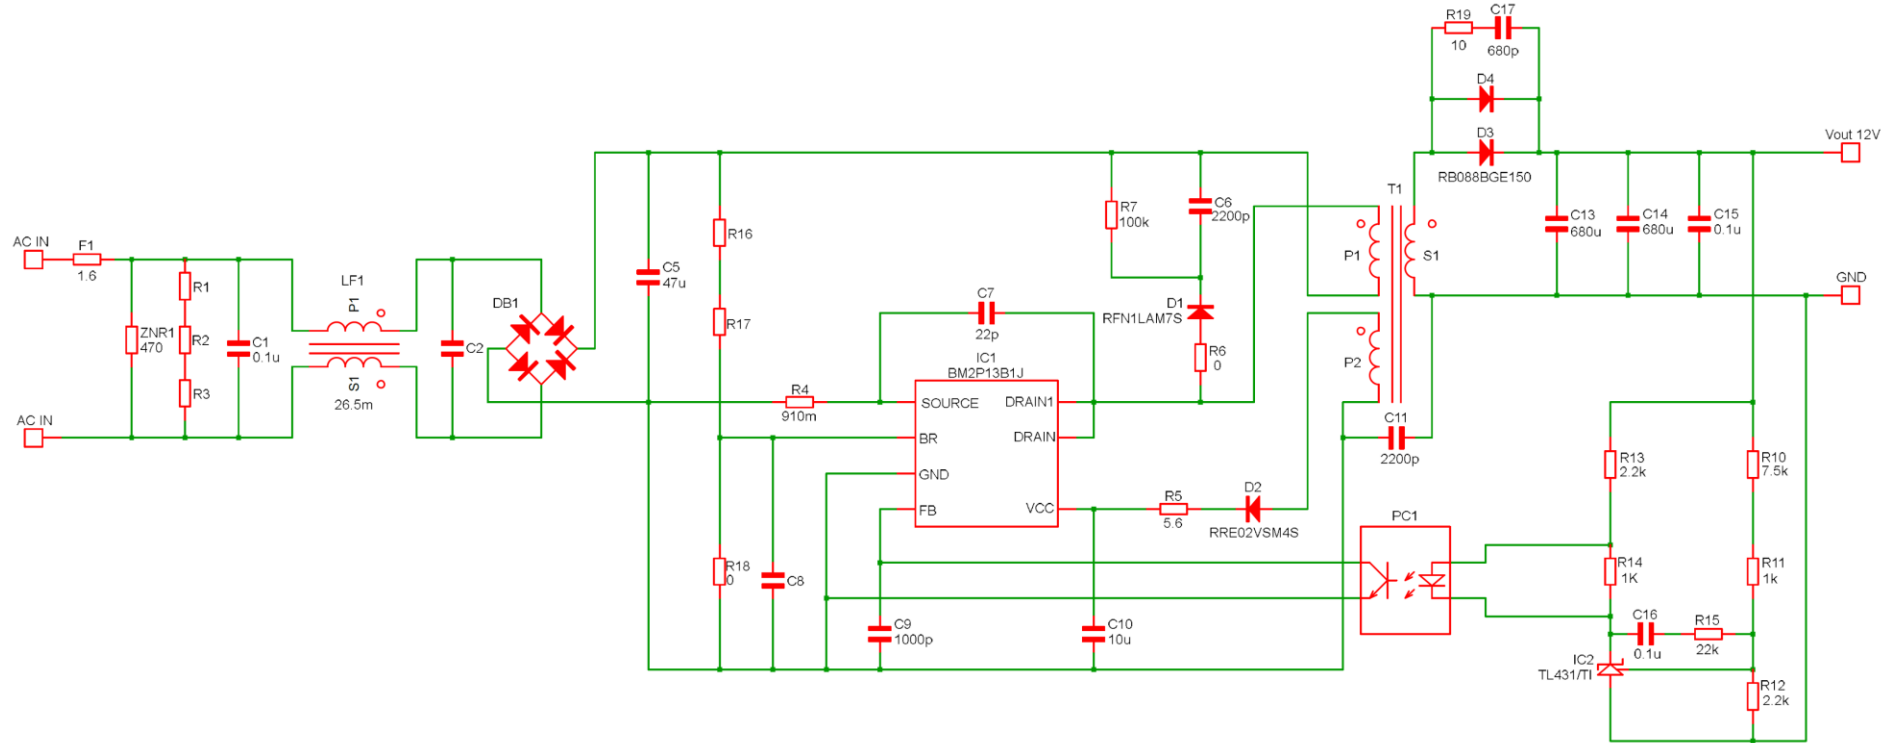 R19
C17
10
680p
D4
D3
RB088BGE150
Vout 12V
T1
R7
100k
C6
2200p
C13
680u
C14
680u
C15
0.1u
R16
AC IN
F1
1.6
P1
S1
GND
C5
47u
LF1
P1
R1
DB1
C7
22p
D1
RFN1LAM7S
R17
ZNR1
470
R2
C1
0.1u
C2
R6
0
P2
IC1
BM2P13B1J
S1
26.5m
R3
R4
910m
SOURCE
DRAIN1
AC IN
C11
2200p
BR
DRAIN
R13
2.2k
R10
7.5k
GND
FB
VCC
R5
5.6
D2
RRE02VSM4S
PC1
R18
0
C8
R14
1K
R11
1k
C9
1000p
C10
10u
C16
0.1u
R15
22k
IC2
TL431/TI
R12
2.2k